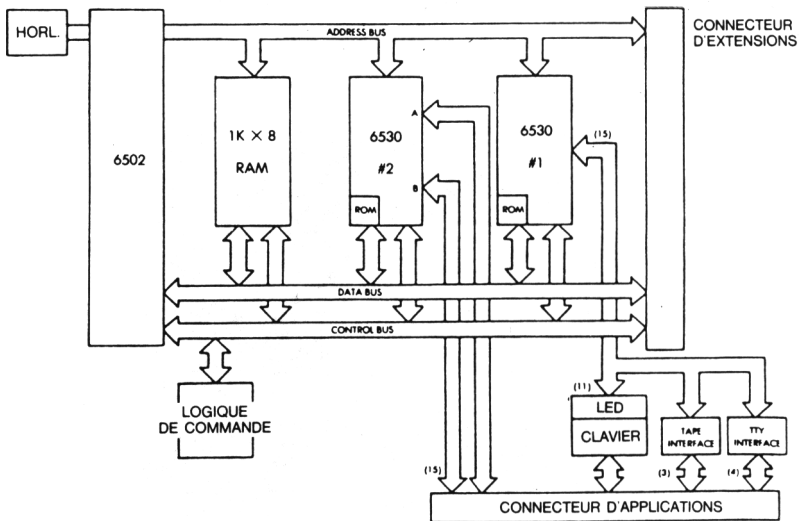 HORL.
ADDRESS BUS
CONNECTEUR
D'EXTENSIONS
6502
1K × 8
RAM
6530
#2
A
B
ROM
6530
#1
ROM
(15)
DATA BUS
CONTROL BUS
LOGIQUE
DE COMMANDE
(11)
LED
CLAVIER
TAPE
INTERFACE
TTY
INTERFACE
(15)
(3)
(4)
CONNECTEUR D'APPLICATIONS